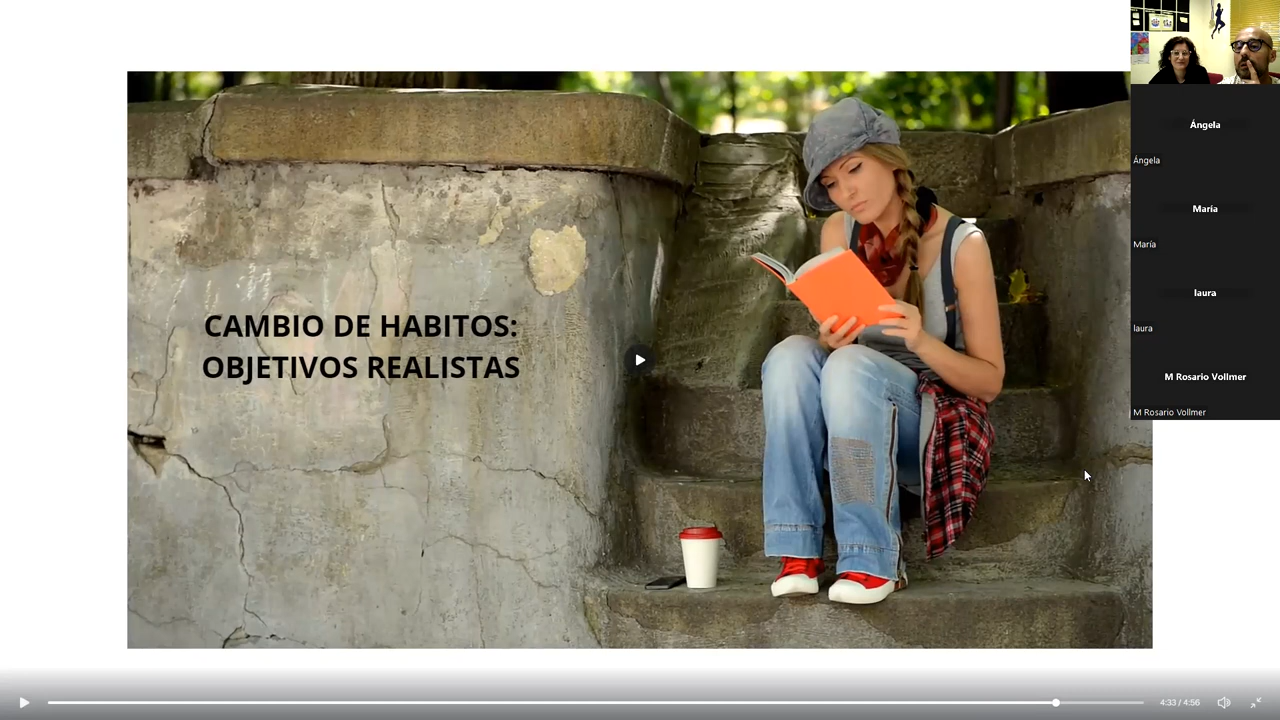 CAMBIO DE HABITOS:
OBJETIVOS REALISTAS
Ángela
Ángela
María
María
laura
laura
M Rosario Vollmer
M Rosario Vollmer
4:33 / 4:56